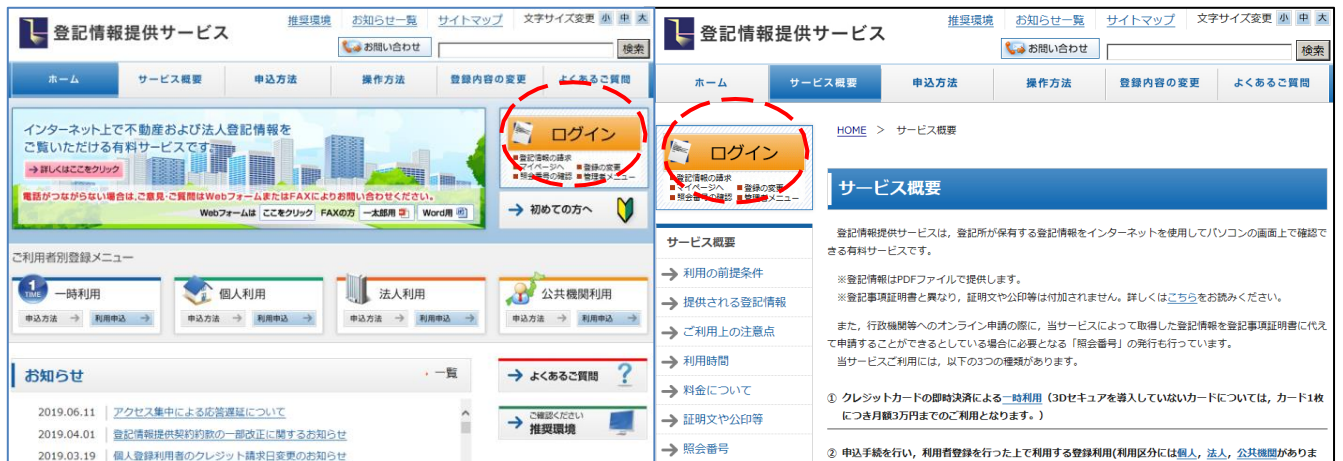 登記情報提供サービス
推奨環境 お知らせ一覧 サイトマップ 文字サイズ変更 小 中 大
お問い合わせ 検索
ホーム サービス概要 申込方法 操作方法 登録内容の変更 よくあるご質問
インターネット上で不動産および法人登記情報を
ご覧いただける有料サービスです。
→詳しくはここをクリック
電話がつながらない場合は、ご意見・ご質問はWebフォームまたはFAXによりお問い合わせください。
Webフォームは ここをクリック FAXの方 一太郎用 Word用
ログイン
■登記情報の請求
■マイページへ ■登録の変更
■照会番号の確認 ■管理者メニュー
→ 初めての方へ
ご利用者別登録メニュー
1 TIME 一時利用
申込方法 → 利用申込 →
個人利用
申込方法 → 利用申込 →
法人利用
申込方法 → 利用申込 →
公共機関利用
申込方法 → 利用申込 →
お知らせ ・一覧
2019.06.11 アクセス集中による応答遅延について
2019.04.01 登記情報提供契約約款の一部改正に関するお知らせ
2019.03.19 個人登録利用者のクレジット請求日変更のお知らせ
→ よくあるご質問 ?
ご確認ください
→ 推奨環境
登記情報提供サービス
推奨環境 お知らせ一覧 サイトマップ 文字サイズ変更 小 中 大
お問い合わせ 検索
ホーム サービス概要 申込方法 操作方法 登録内容の変更 よくあるご質問
ログイン
■登記情報の請求
■マイページへ ■登録の変更
■照会番号の確認 ■管理者メニュー
サービス概要
→ 利用の前提条件
→ 提供される登記情報
→ ご利用上の注意点
→ 利用時間
→ 料金について
→ 証明文や公印等
→ 照会番号
HOME > サービス概要
サービス概要
登記情報提供サービスは，登記所が保有する登記情報をインターネットを使用してパソコンの画面上で確認で
きる有料サービスです。
※登記情報はPDFファイルで提供します。
※登記事項証明書と異なり，証明文や公印等は付加されません。詳しくはこちらをお読みください。
また，行政機関等へのオンライン申請の際に，当サービスによって取得した登記情報を登記事項証明書に代え
て申請することができるとしている場合に必要となる「照会番号」の発行も行っています。
当サービスご利用には，以下の3つの種類があります。
① クレジットカードの即時決済による一時利用（3Dセキュアを導入していないカードについては，カード1枚
につき月額3万円までのご利用となります。）
② 申込手続を行い，利用者登録を行った上で利用する登録利用(利用区分には個人，法人，公共機関がありま